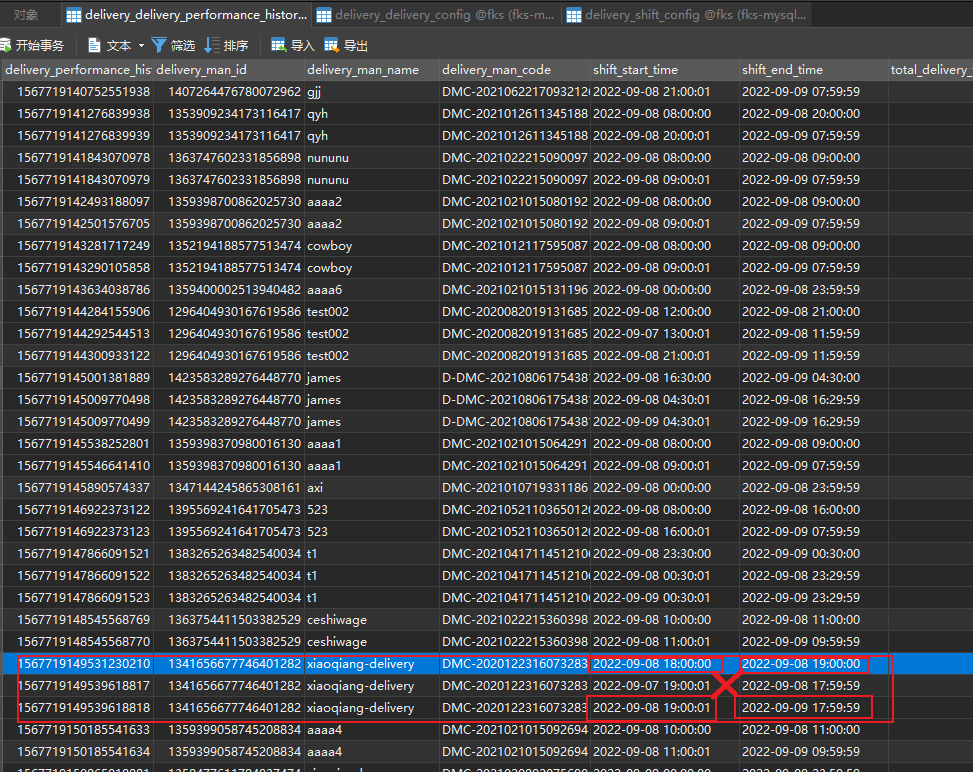 对象 delivery_delivery_performance_histor... delivery_delivery_config @fks (fks-m... delivery_shift_config @fks (fks-mysql...
开始事务 文本 筛选 排序 导入 导出
delivery_performance_his delivery_man_id delivery_man_name delivery_man_code shift_start_time shift_end_time total_delivery_
1567719140752551938 1407264476780072962 gjj DMC-2021062217093212 2022-09-08 21:00:01 2022-09-09 07:59:59
1567719141276839938 1353909234173116417 qyh DMC-2021012611345188 2022-09-08 08:00:00 2022-09-08 20:00:00
1567719141276839939 1353909234173116417 qyh DMC-2021012611345188 2022-09-08 20:00:01 2022-09-09 07:59:59
1567719141843070978 1363747602331856898 nununu DMC-2021022215090097 2022-09-08 08:00:00 2022-09-08 09:00:00
1567719141843070979 1363747602331856898 nununu DMC-2021022215090097 2022-09-08 09:00:01 2022-09-09 07:59:59
1567719142493188097 1359398700862025730 aaaa2 DMC-2021021015080192 2022-09-08 08:00:00 2022-09-08 09:00:00
1567719142501576705 1359398700862025730 aaaa2 DMC-2021021015080192 2022-09-08 09:00:01 2022-09-09 07:59:59
1567719143281717249 1352194188577513474 cowboy DMC-2021012117595087 2022-09-08 08:00:00 2022-09-08 09:00:00
1567719143290105858 1352194188577513474 cowboy DMC-2021012117595087 2022-09-08 09:00:01 2022-09-09 07:59:59
1567719143634038786 1359400002513940482 aaaa6 DMC-2021021015131196 2022-09-08 00:00:00 2022-09-08 23:59:59
1567719144284155906 1296404930167619586 test002 DMC-2020082019131685 2022-09-08 12:00:00 2022-09-08 21:00:00
1567719144292544513 1296404930167619586 test002 DMC-2020082019131685 2022-09-07 13:00:01 2022-09-08 11:59:59
1567719144300933122 1296404930167619586 test002 DMC-2020082019131685 2022-09-08 21:00:01 2022-09-09 11:59:59
1567719145001381889 1423583289276448770 james D-DMC-20210806175438 2022-09-08 16:30:00 2022-09-09 04:30:00
1567719145009770498 1423583289276448770 james D-DMC-20210806175438 2022-09-08 04:30:01 2022-09-08 16:29:59
1567719145009770499 1423583289276448770 james D-DMC-20210806175438 2022-09-09 04:30:01 2022-09-09 16:29:59
1567719145538252801 1359398370980016130 aaaa1 DMC-2021021015064291 2022-09-08 08:00:00 2022-09-08 09:00:00
1567719145546641410 1359398370980016130 aaaa1 DMC-2021021015064291 2022-09-08 09:00:01 2022-09-09 07:59:59
1567719145890574337 1347144245865308161 axi DMC-2021010719331186 2022-09-08 00:00:00 2022-09-08 23:59:59
1567719146922373122 1395569241641705473 523 DMC-2021052110365012 2022-09-08 08:00:00 2022-09-08 16:00:00
1567719146922373123 1395569241641705473 523 DMC-2021052110365012 2022-09-08 16:00:01 2022-09-09 07:59:59
1567719147866091521 1383265263482540034 t1 DMC-2021041711451210 2022-09-08 23:30:00 2022-09-09 00:30:00
1567719147866091522 1383265263482540034 t1 DMC-2021041711451210 2022-09-08 00:30:01 2022-09-08 23:29:59
1567719147866091523 1383265263482540034 t1 DMC-2021041711451210 2022-09-09 00:30:01 2022-09-09 23:29:59
1567719148545568769 1363754411503382529 ceshiwage DMC-2021022215360398 2022-09-08 10:00:00 2022-09-08 11:00:00
1567719148545568770 1363754411503382529 ceshiwage DMC-2021022215360398 2022-09-08 11:00:01 2022-09-09 09:59:59
1567719149531230210 1341656677746401282 xiaoqiang-delivery DMC-2020122316073283 2022-09-08 18:00:00 2022-09-08 19:00:00
1567719149539618817 1341656677746401282 xiaoqiang-delivery DMC-2020122316073283 2022-09-07 19:00:01 2022-09-08 17:59:59
1567719149539618818 1341656677746401282 xiaoqiang-delivery DMC-2020122316073283 2022-09-08 19:00:01 2022-09-09 17:59:59
1567719150185541633 1359399058745208834 aaaa4 DMC-2021021015092694 2022-09-08 10:00:00 2022-09-08 11:00:00
1567719150185541634 1359399058745208834 aaaa4 DMC-2021021015092694 2022-09-08 11:00:01 2022-09-09 09:59:59